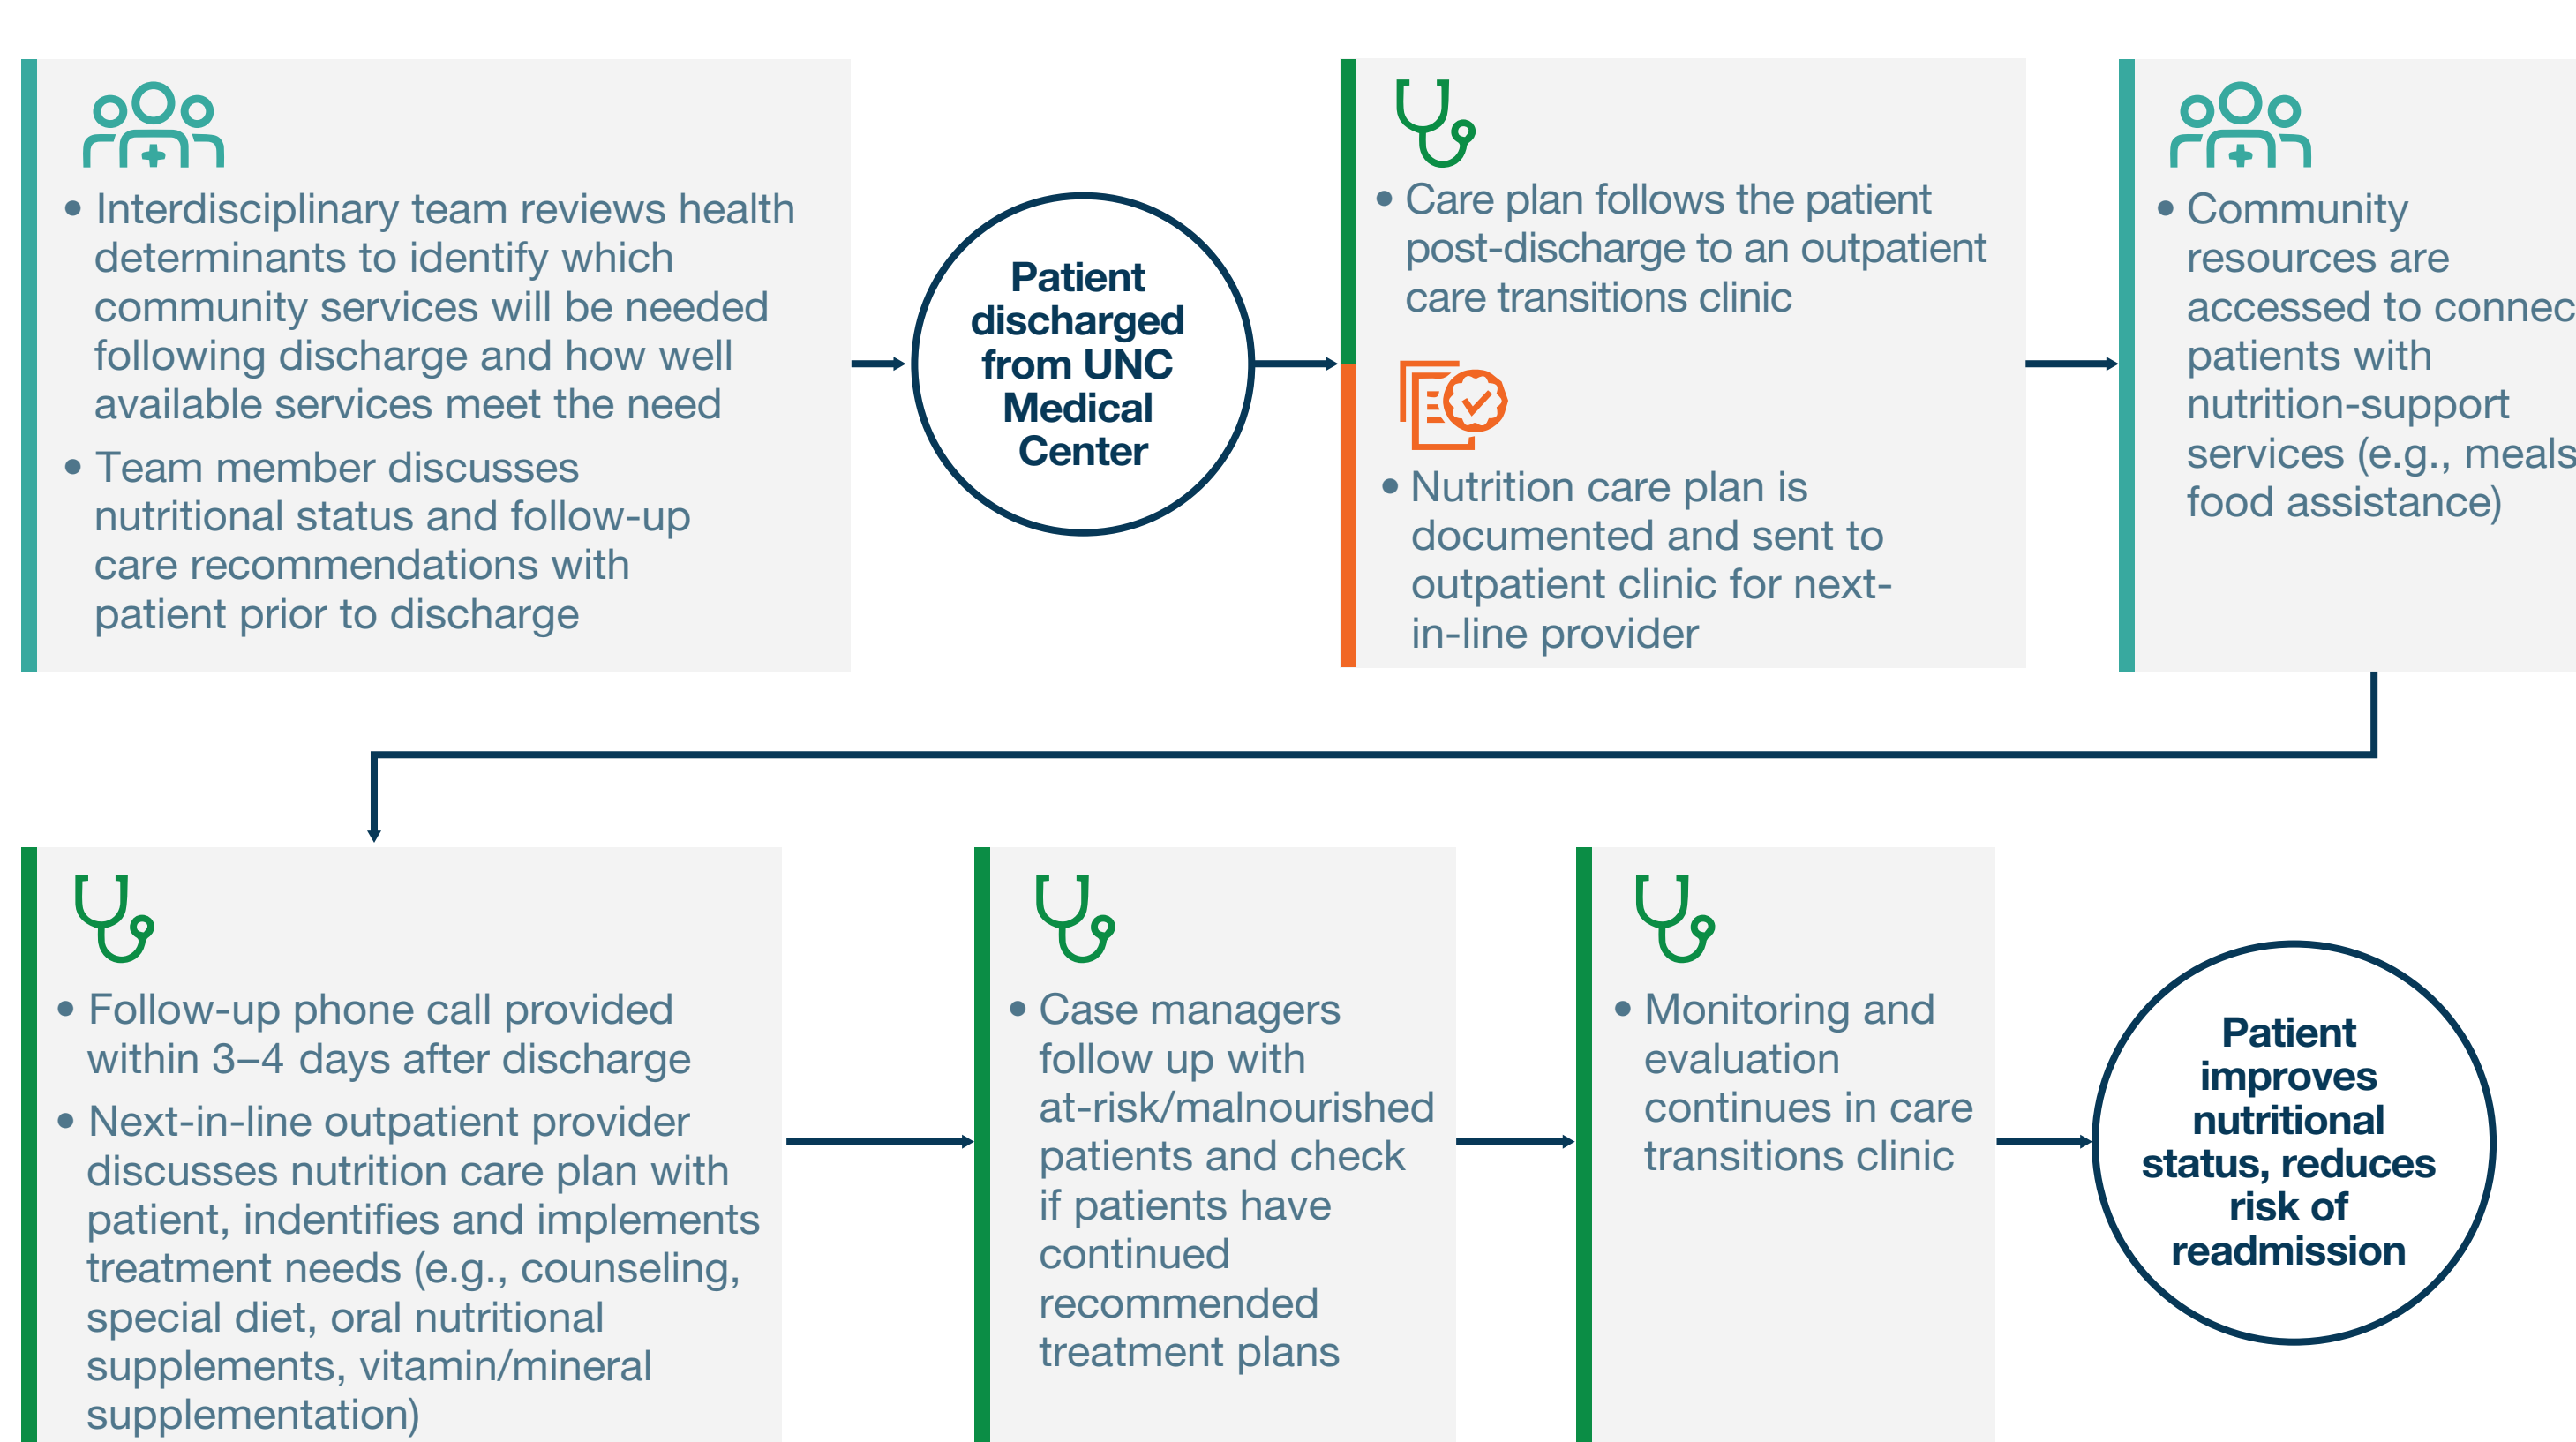 • Interdisciplinary team reviews health
determinants to identify which
community services will be needed
following discharge and how well
available services meet the need
• Team member discusses
nutritional status and follow-up
care recommendations with
patient prior to discharge
Patient
discharged
from UNC
Medical
Center
• Care plan follows the patient
post-discharge to an outpatient
care transitions clinic
• Nutrition care plan is
documented and sent to
outpatient clinic for next-
in-line provider
• Community
resources are
accessed to connec
patients with
nutrition-support
services (e.g., meals
food assistance)
• Follow-up phone call provided
within 3–4 days after discharge
• Next-in-line outpatient provider
discusses nutrition care plan with
patient, indentifies and implements
treatment needs (e.g., counseling,
special diet, oral nutritional
supplements, vitamin/mineral
supplementation)
• Case managers
follow up with
at-risk/malnourished
patients and check
if patients have
continued
recommended
treatment plans
• Monitoring and
evaluation
continues in care
transitions clinic
Patient
improves
nutritional
status, reduces
risk of
readmission